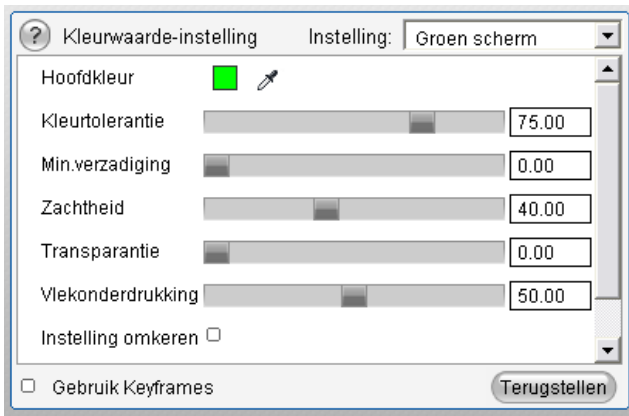 ? Kleurwaarde-instelling Instelling: Groen scherm
Hoofdkleur
Kleurtolerantie 75.00
Min.verzadiging 0.00
Zachtheid 40.00
Transparantie 0.00
Vlekonderdrukking 50.00
Instelling omkeren
Gebruik Keyframes Terugstellen